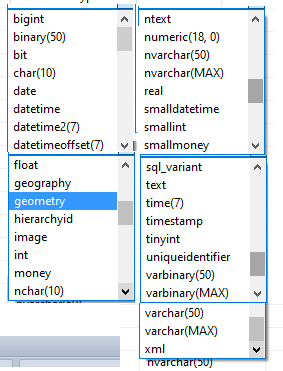 bigint
binary(50)
bit
char(10)
date
datetime
datetime2(7)
datetimeoffset(7)
float
geography
geometry
hierarchyid
image
int
money
nchar(10)
ntext
numeric(18, 0)
nvarchar(50)
nvarchar(MAX)
real
smalldatetime
smallint
smallmoney
sql_variant
text
time(7)
timestamp
tinyint
uniqueidentifier
varbinary(50)
varbinary(MAX)
varchar(50)
varchar(MAX)
xml
nvarchar(50)